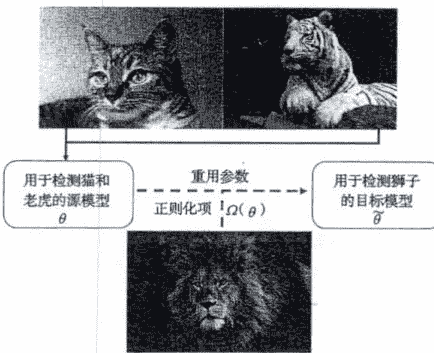 用于检测猫和
老虎的源模型
θ
重用参数
正则化项 Ω(θ)
用于检测狮子
的目标模型
θ̃